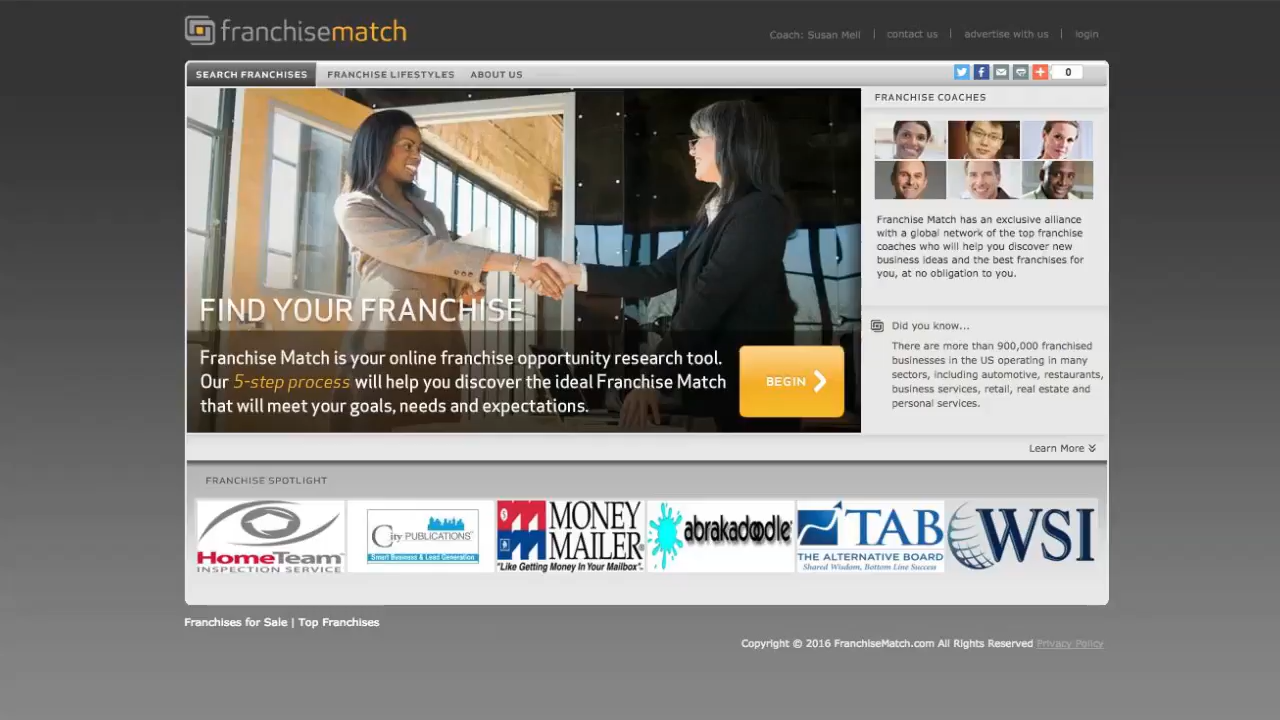 franchisematch
Coach: Susan Mell | contact us | advertise with us | login
SEARCH FRANCHISES FRANCHISE LIFESTYLES ABOUT US
0
FRANCHISE COACHES
Franchise Match has an exclusive alliance
with a global network of the top franchise
coaches who will help you discover new
business ideas and the best franchises for
you, at no obligation to you.
FIND YOUR FRANCHISE
Franchise Match is your online franchise opportunity research tool.
Our 5-step process will help you discover the ideal Franchise Match
that will meet your goals, needs and expectations.
BEGIN
Did you know...
There are more than 900,000 franchised
businesses in the US operating in many
sectors, including automotive, restaurants,
business services, retail, real estate and
personal services.
Learn More
FRANCHISE SPOTLIGHT
HomeTeam
INSPECTION SERVICE
City PUBLICATIONS
Smart Business & Lead Generation
MONEY
MAILER
"Like Getting Money In Your Mailbox".
abrakadoodle
TAB
THE ALTERNATIVE BOARD
Shared Wisdom, Bottom Line Success
WSI
Franchises for Sale | Top Franchises
Copyright © 2016 FranchiseMatch.com All Rights Reserved Privacy Policy